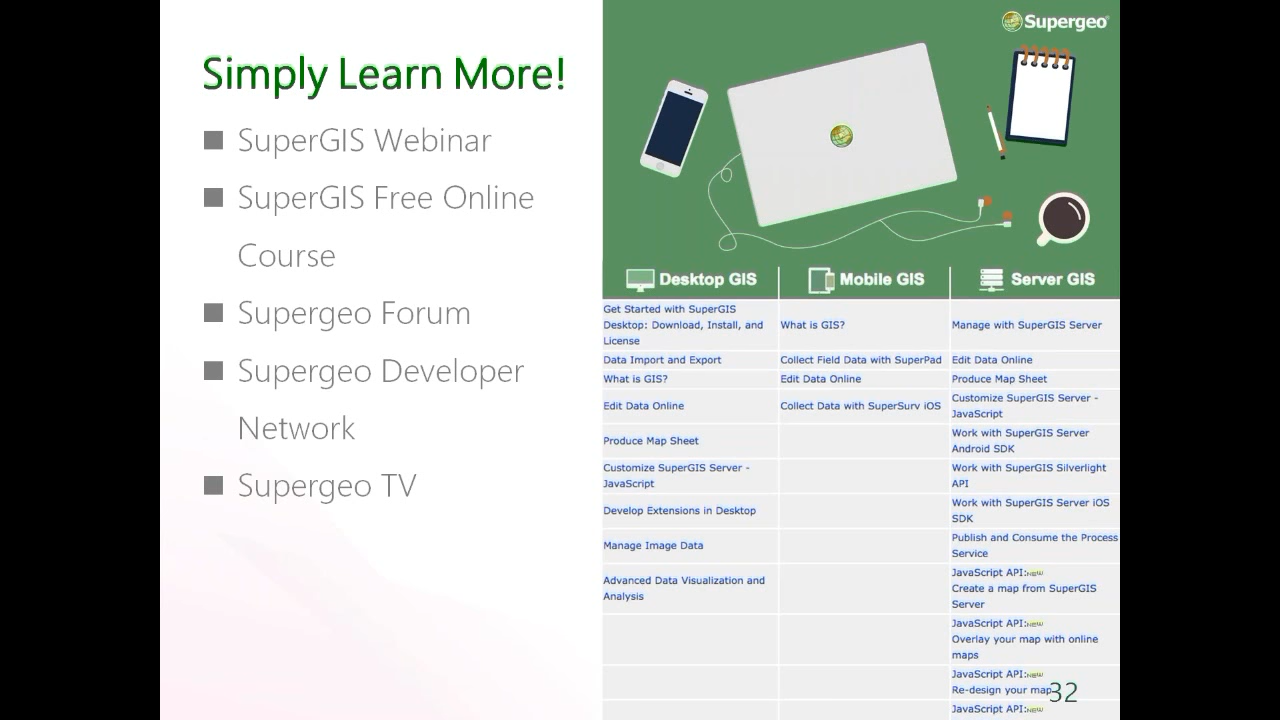 Simply Learn More!
SuperGIS Webinar
SuperGIS Free Online
Course
Supergeo Forum
Supergeo Developer
Network
Supergeo TV
Supergeo
Desktop GIS
Mobile GIS
Server GIS
Get Started with SuperGIS
Desktop: Download, Install, and
License
What is GIS?
Manage with SuperGIS Server
Data Import and Export
Collect Field Data with SuperPad
Edit Data Online
What is GIS?
Edit Data Online
Produce Map Sheet
Edit Data Online
Collect Data with SuperSurv iOS
Customize SuperGIS Server -
JavaScript
Produce Map Sheet
Work with SuperGIS Server
Android SDK
Customize SuperGIS Server -
JavaScript
Work with SuperGIS Silverlight
API
Develop Extensions in Desktop
Work with SuperGIS Server iOS
SDK
Manage Image Data
Publish and Consume the Process
Service
Advanced Data Visualization and
Analysis
JavaScript API:NEW
Create a map from SuperGIS
Server
JavaScript API:NEW
Overlay your map with online
maps
JavaScript API:NEW
Re-design your map
JavaScript API:NEW
32